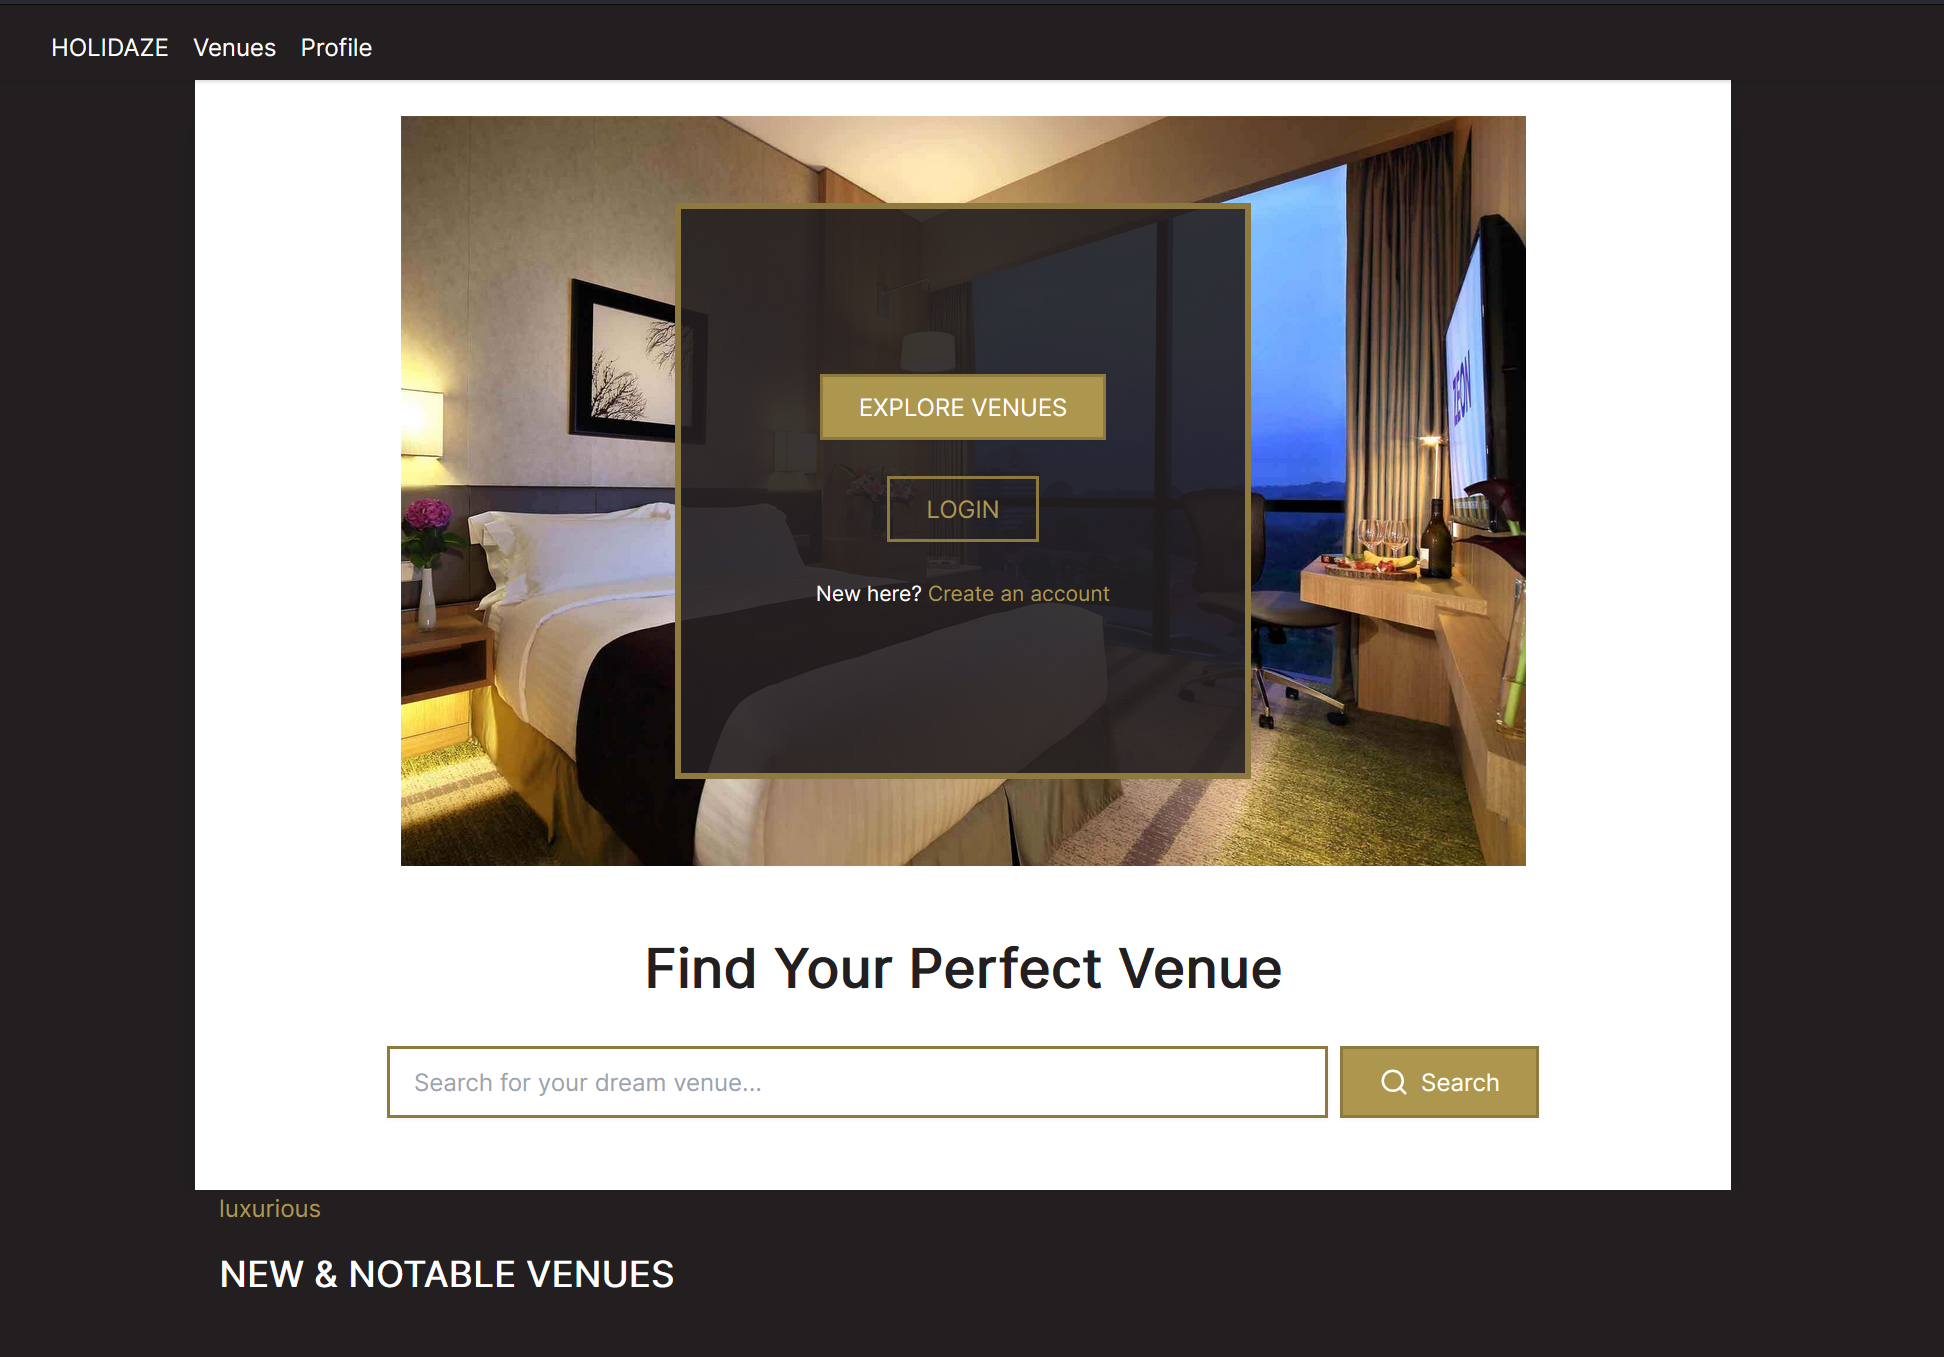 HOLIDAZE Venues Profile
ZEON
EXPLORE VENUES
LOGIN
New here? Create an account
Find Your Perfect Venue
Search for your dream venue...
Search
luxurious
NEW & NOTABLE VENUES